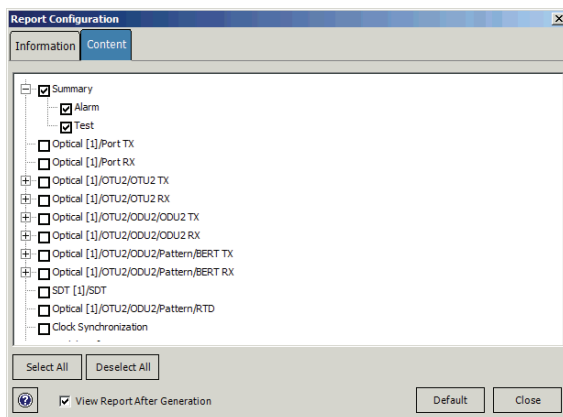 Report Configuration
Information Content
Summary
Alarm
Test
Optical [1]/Port TX
Optical [1]/Port RX
Optical [1]/OTU2/OTU2 TX
Optical [1]/OTU2/OTU2 RX
Optical [1]/OTU2/ODU2/ODU2 TX
Optical [1]/OTU2/ODU2/ODU2 RX
Optical [1]/OTU2/ODU2/Pattern/BERT TX
Optical [1]/OTU2/ODU2/Pattern/BERT RX
SDT [1]/SDT
Optical [1]/OTU2/ODU2/Pattern/RTD
Clock Synchronization
Select All Deselect All
View Report After Generation Default Close